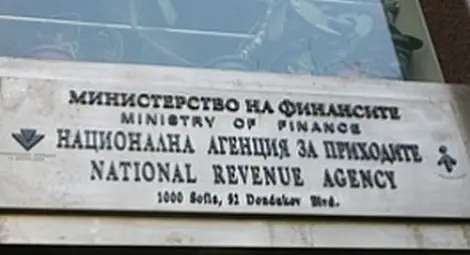 МИНИСТЕРСТВО НА ФИНАНСИТЕ
MINISTRY OF FINANCE
НАЦИОНАЛНА АГЕНЦИЯ ЗА ПРИХОДИТЕ
NATIONAL REVENUE AGENCY
1000 Sofia, 52 Dondukov Blvd.